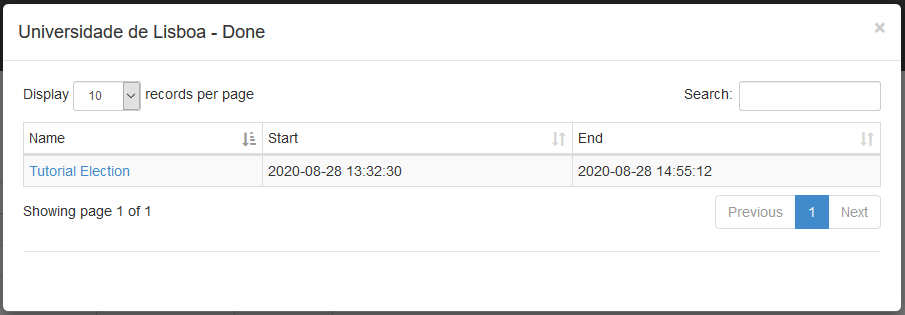 Universidade de Lisboa - Done ×
Display 10 records per page Search:
Name Start End
Tutorial Election 2020-08-28 13:32:30 2020-08-28 14:55:12
Showing page 1 of 1 Previous 1 Next